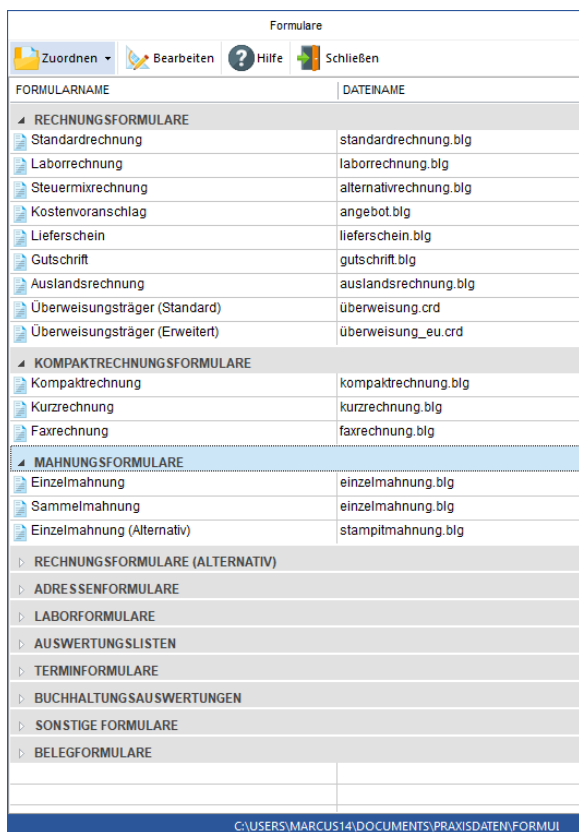 Formulare
Zuordnen Bearbeiten Hilfe Schließen
FORMULARNAME DATEINAME
RECHNUNGSFORMULARE
Standardrechnung standardrechnung.blg
Laborrechnung laborrechnung.blg
Steuermixrechnung alternativrechnung.blg
Kostenvoranschlag angebot.blg
Lieferschein lieferschein.blg
Gutschrift gutschrift.blg
Auslandsrechnung auslandsrechnung.blg
Überweisungsträger (Standard) überweisung.crd
Überweisungsträger (Erweitert) überweisung_eu.crd
KOMPAKTRECHNUNGSFORMULARE
Kompaktrechnung kompaktrechnung.blg
Kurzrechnung kurzrechnung.blg
Faxrechnung faxrechnung.blg
MAHNUNGSFORMULARE
Einzelmahnung einzelmahnung.blg
Sammelmahnung einzelmahnung.blg
Einzelmahnung (Alternativ) stampitmahnung.blg
RECHNUNGSFORMULARE (ALTERNATIV)
ADRESSENFORMULARE
LABORFORMULARE
AUSWERTUNGSLISTEN
TERMINFORMULARE
BUCHHALTUNGSAUSWERTUNGEN
SONSTIGE FORMULARE
BELEGFORMULARE
C:\USERS\MARCUS14\DOCUMENTS\PRAXISDATEN\FORMUL